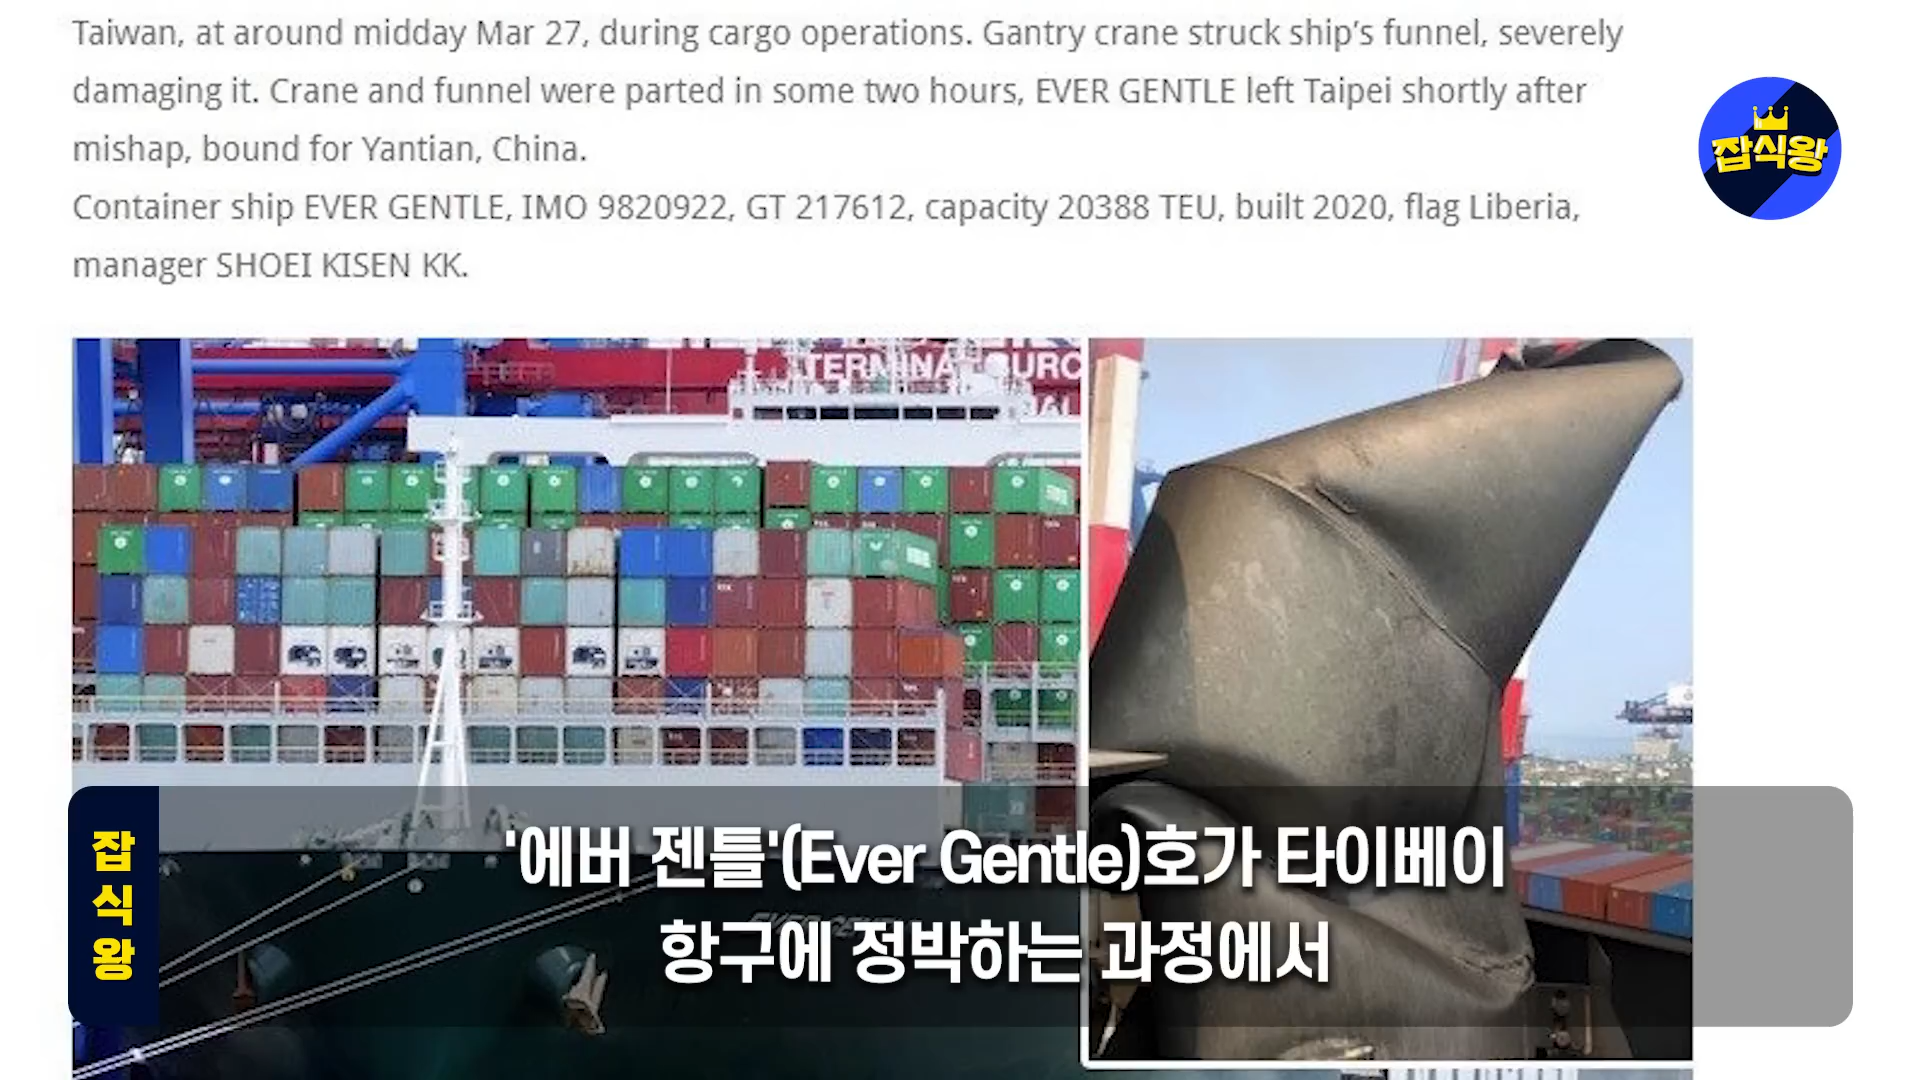 Taiwan, at around midday Mar 27, during cargo operations. Gantry crane struck ship's funnel, severely
damaging it. Crane and funnel were parted in some two hours, EVER GENTLE left Taipei shortly after
mishap, bound for Yantian, China.
Container ship EVER GENTLE, IMO 9820922, GT 217612, capacity 20388 TEU, built 2020, flag Liberia,
manager SHOEI KISEN KK.
잡식왕
잡식왕
'에버 젠틀'(Ever Gentle)호가 타이베이
항구에 정박하는 과정에서